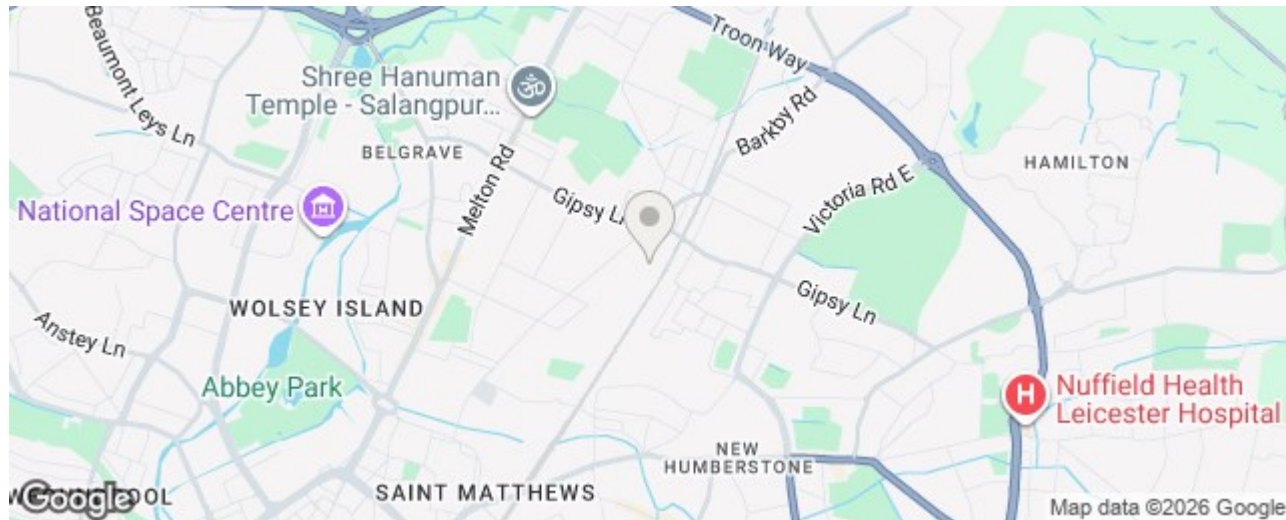 Beaumont Leys Ln
Shree Hanuman
Temple - Salangpur...
Troon Way
Barkby Rd
BELGRAVE
Melton Rd
HAMILTON
Victoria Rd E
Gipsy L
National Space Centre
Gipsy Ln
WOLSEY ISLAND
Anstey Ln
Abbey Park
H
Nuffield Health
Leicester Hospital
NEW
HUMBERSTONE
SAINT MATTHEWS
Google
Map data ©2026 Google